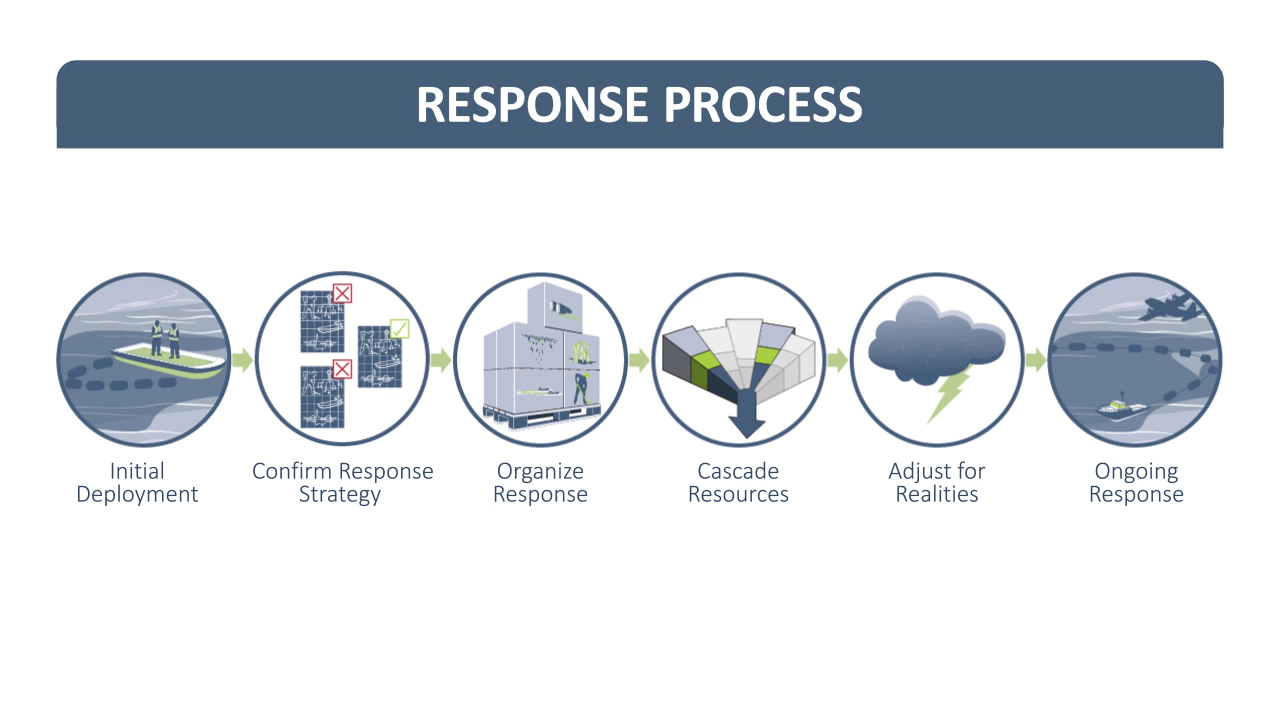 RESPONSE PROCESS
Initial
Deployment
Confirm Response
Strategy
Organize
Response
Cascade
Resources
Adjust for
Realities
Ongoing
Response